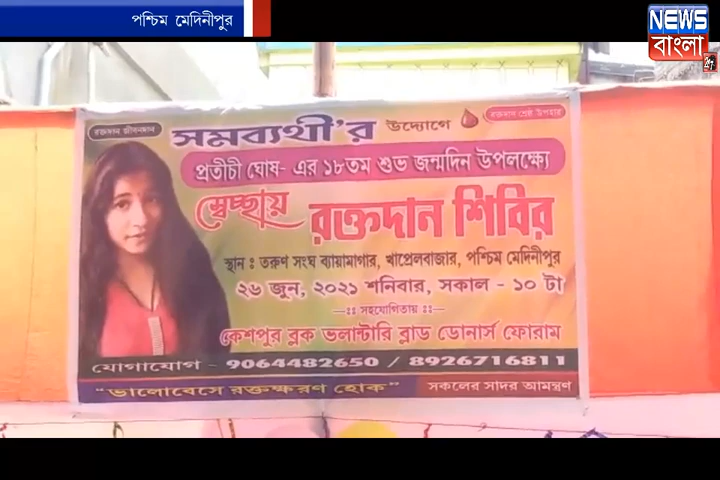 পশ্চিম মেদিনীপুর
NEWS
বাংলা
রক্তদান জীবনদান
সমব্যথী'র উদ্যোগে
রক্তদান শ্রেষ্ঠ উপহার
প্রতীচী ঘোষ- এর ১৮তম শুভ জন্মদিন উপলক্ষ্যে
স্বেচ্ছায় রক্তদান শিবির
স্থান : তরুণ সংঘ ব্যায়ামাগার, খাপ্রেলবাজার, পশ্চিম মেদিনীপুর
২৬ জুন, ২০২১ শনিবার, সকাল - ১০ টা
—:: সহযোগিতায় ::—
কেশপুর ব্লক ভলান্টারি ব্লাড ডোনার্স ফোরাম
যোগাযোগ - 9064482650 / 8926716811
"ভালোবেসে রক্তক্ষরণ হোক"
সকলের সাদর আমন্ত্রণ